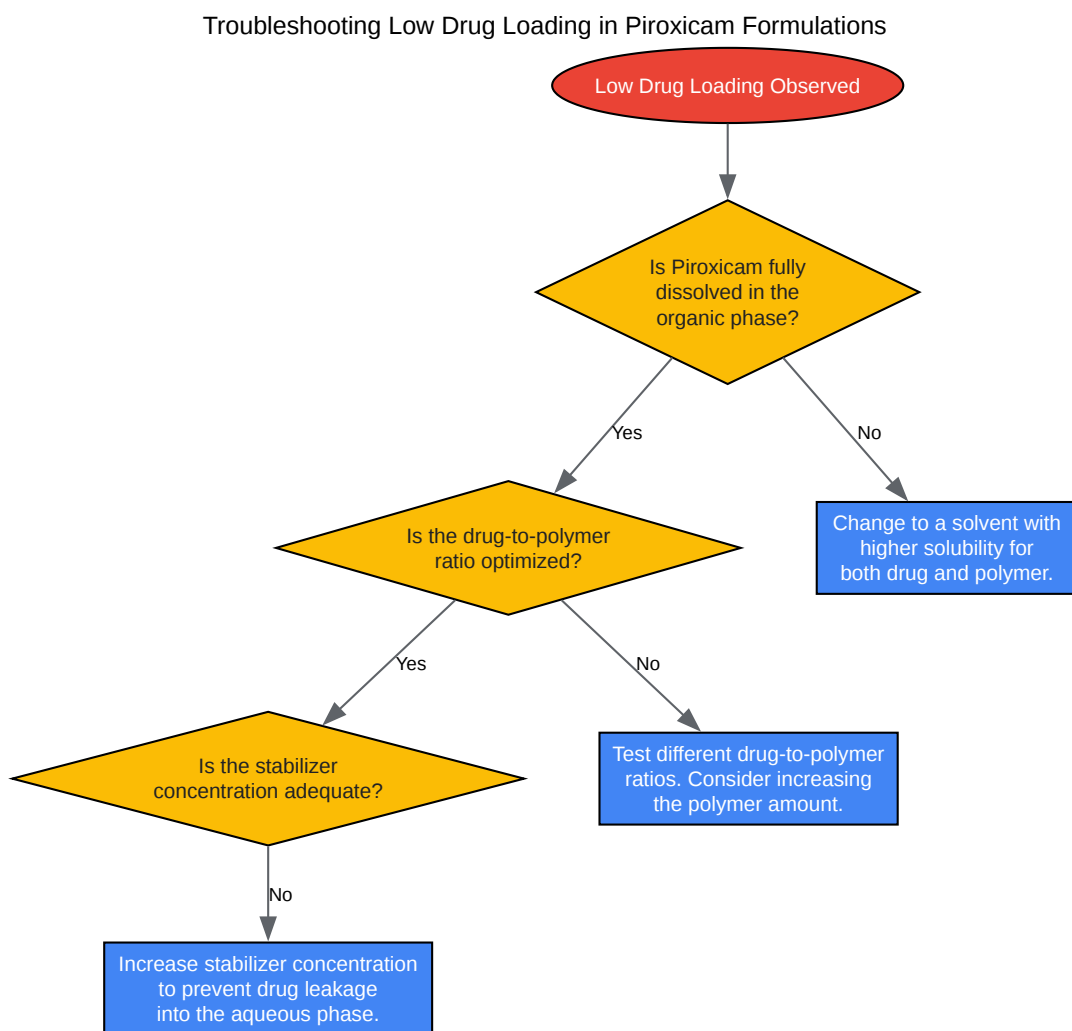 Troubleshooting Low Drug Loading in Piroxicam Formulations
Low Drug Loading Observed
Is Piroxicam fully
dissolved in the
organic phase?
Yes
No
Is the drug-to-polymer
ratio optimized?
Change to a solvent with
higher solubility for
both drug and polymer.
Yes
No
Is the stabilizer
concentration adequate?
Test different drug-to-polymer
ratios. Consider increasing
the polymer amount.
No
Increase stabilizer concentration
to prevent drug leakage
into the aqueous phase.